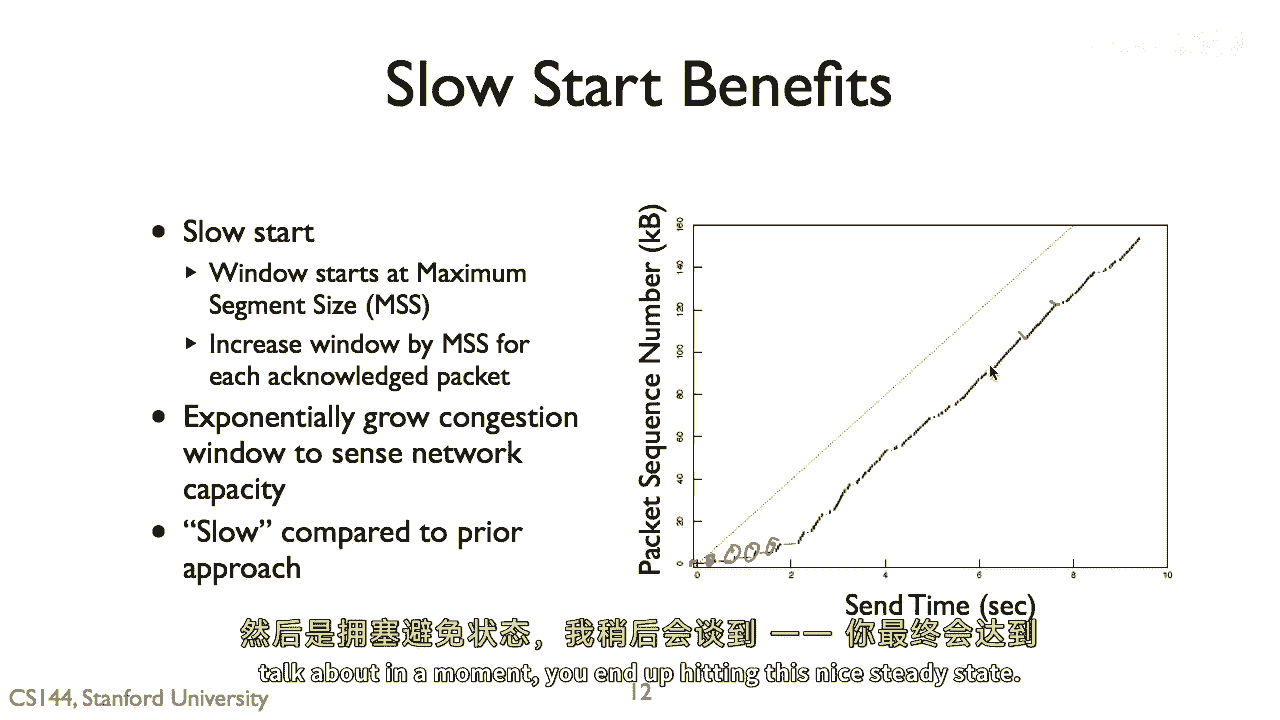 Slow Start Benefits
• Slow start
▸ Window starts at Maximum
Segment Size (MSS)
▸ Increase window by MSS for
each acknowledged packet
• Exponentially grow congestion
window to sense network
capacity
• “Slow” compared to prior
approach
Packet Sequence Number (kB)
160
140
120
100
80
60
40
20
0
0 2 4 6 8 10
Send Time (sec)
然后是拥塞避免状态，我稍后会谈到 —— 你最终会达到
talk about in a moment, you end up hitting this nice steady state.
CS144, Stanford University
12